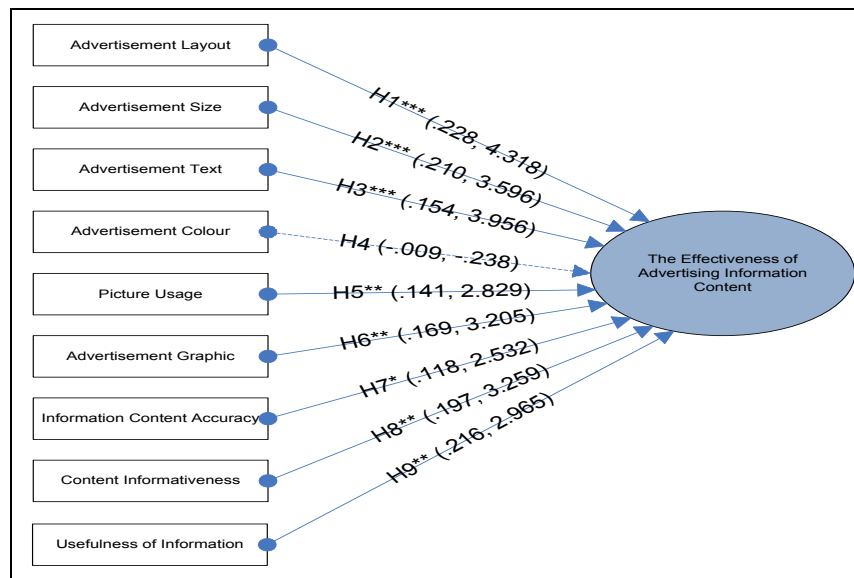 Advertisement Layout
Advertisement Size
Advertisement Text
Advertisement Colour
Picture Usage
Advertisement Graphic
Information Content Accuracy
Content Informativeness
Usefulness of Information
H1*** (.228, 4.318)
H2*** (.210, 3.596)
H3*** (.154, 3.956)
H4 (-.009, -.238)
H5** (.141, 2.829)
H6** (.169, 3.205)
H7* (.118, 2.532)
H8** (.197, 3.259)
H9** (.216, 2.965)
The Effectiveness of
Advertising Information
Content